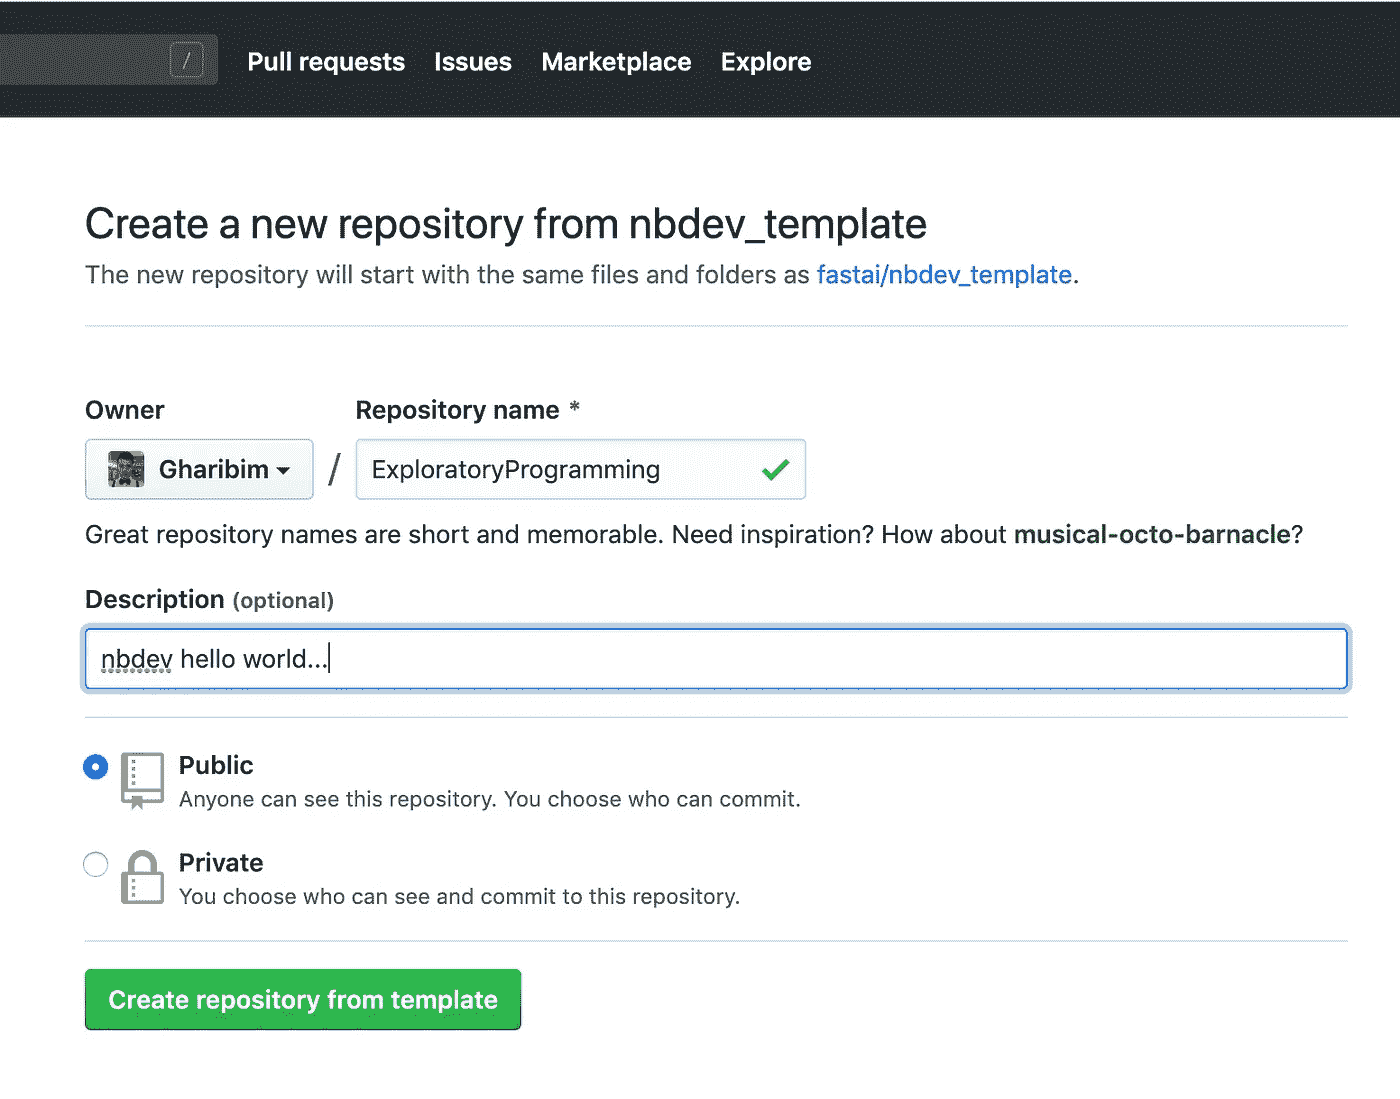 / Pull requests Issues Marketplace Explore
Create a new repository from nbdev_template
The new repository will start with the same files and folders as fastai/nbdev_template.
Owner Repository name *
Gharibim / ExploratoryProgramming
Great repository names are short and memorable. Need inspiration? How about musical-octo-barnacle?
Description (optional)
nbdev hello world...
Public
Anyone can see this repository. You choose who can commit.
Private
You choose who can see and commit to this repository.
Create repository from template